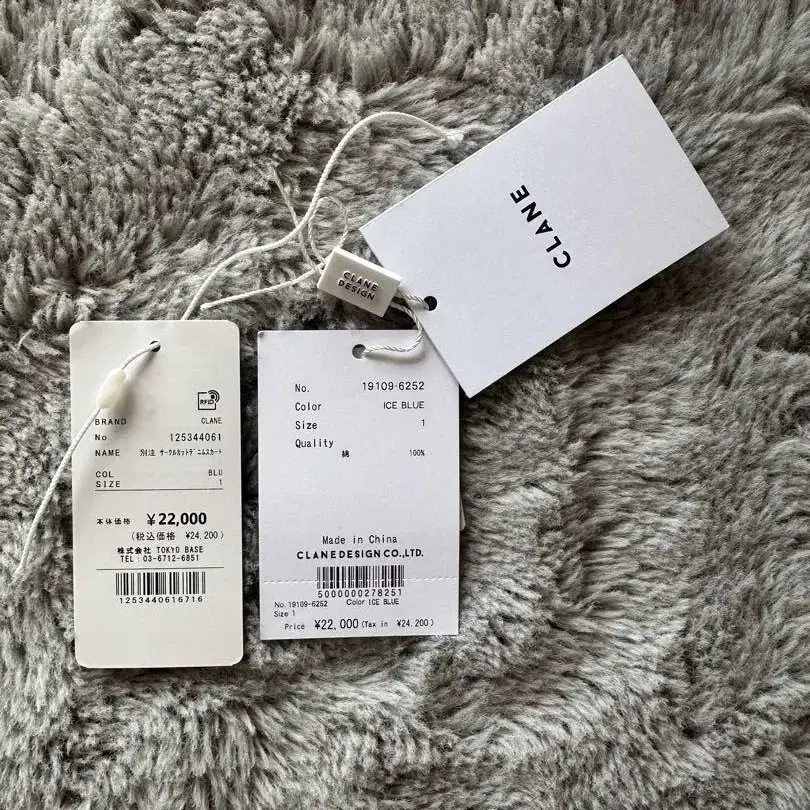 CLANE
CLANE
DESIGN
RFID
BRAND CLANE
No 125344061
NAME 別注 サークルカットデニムスカート
COL BLU
SIZE 1
本体価格 ¥22,000
(税込価格 ¥24,200)
株式会社 TOKYO BASE
TEL:03-6712-6851
1253440616716
No. 19109-6252
Color ICE BLUE
Size 1
Quality
綿 100%
Made in China
CLANEDESIGN CO.,LTD.
5000000278251
No. 19109-6252 Color ICE BLUE
Size 1
Price ¥22,000 (Tax in ¥24,200)